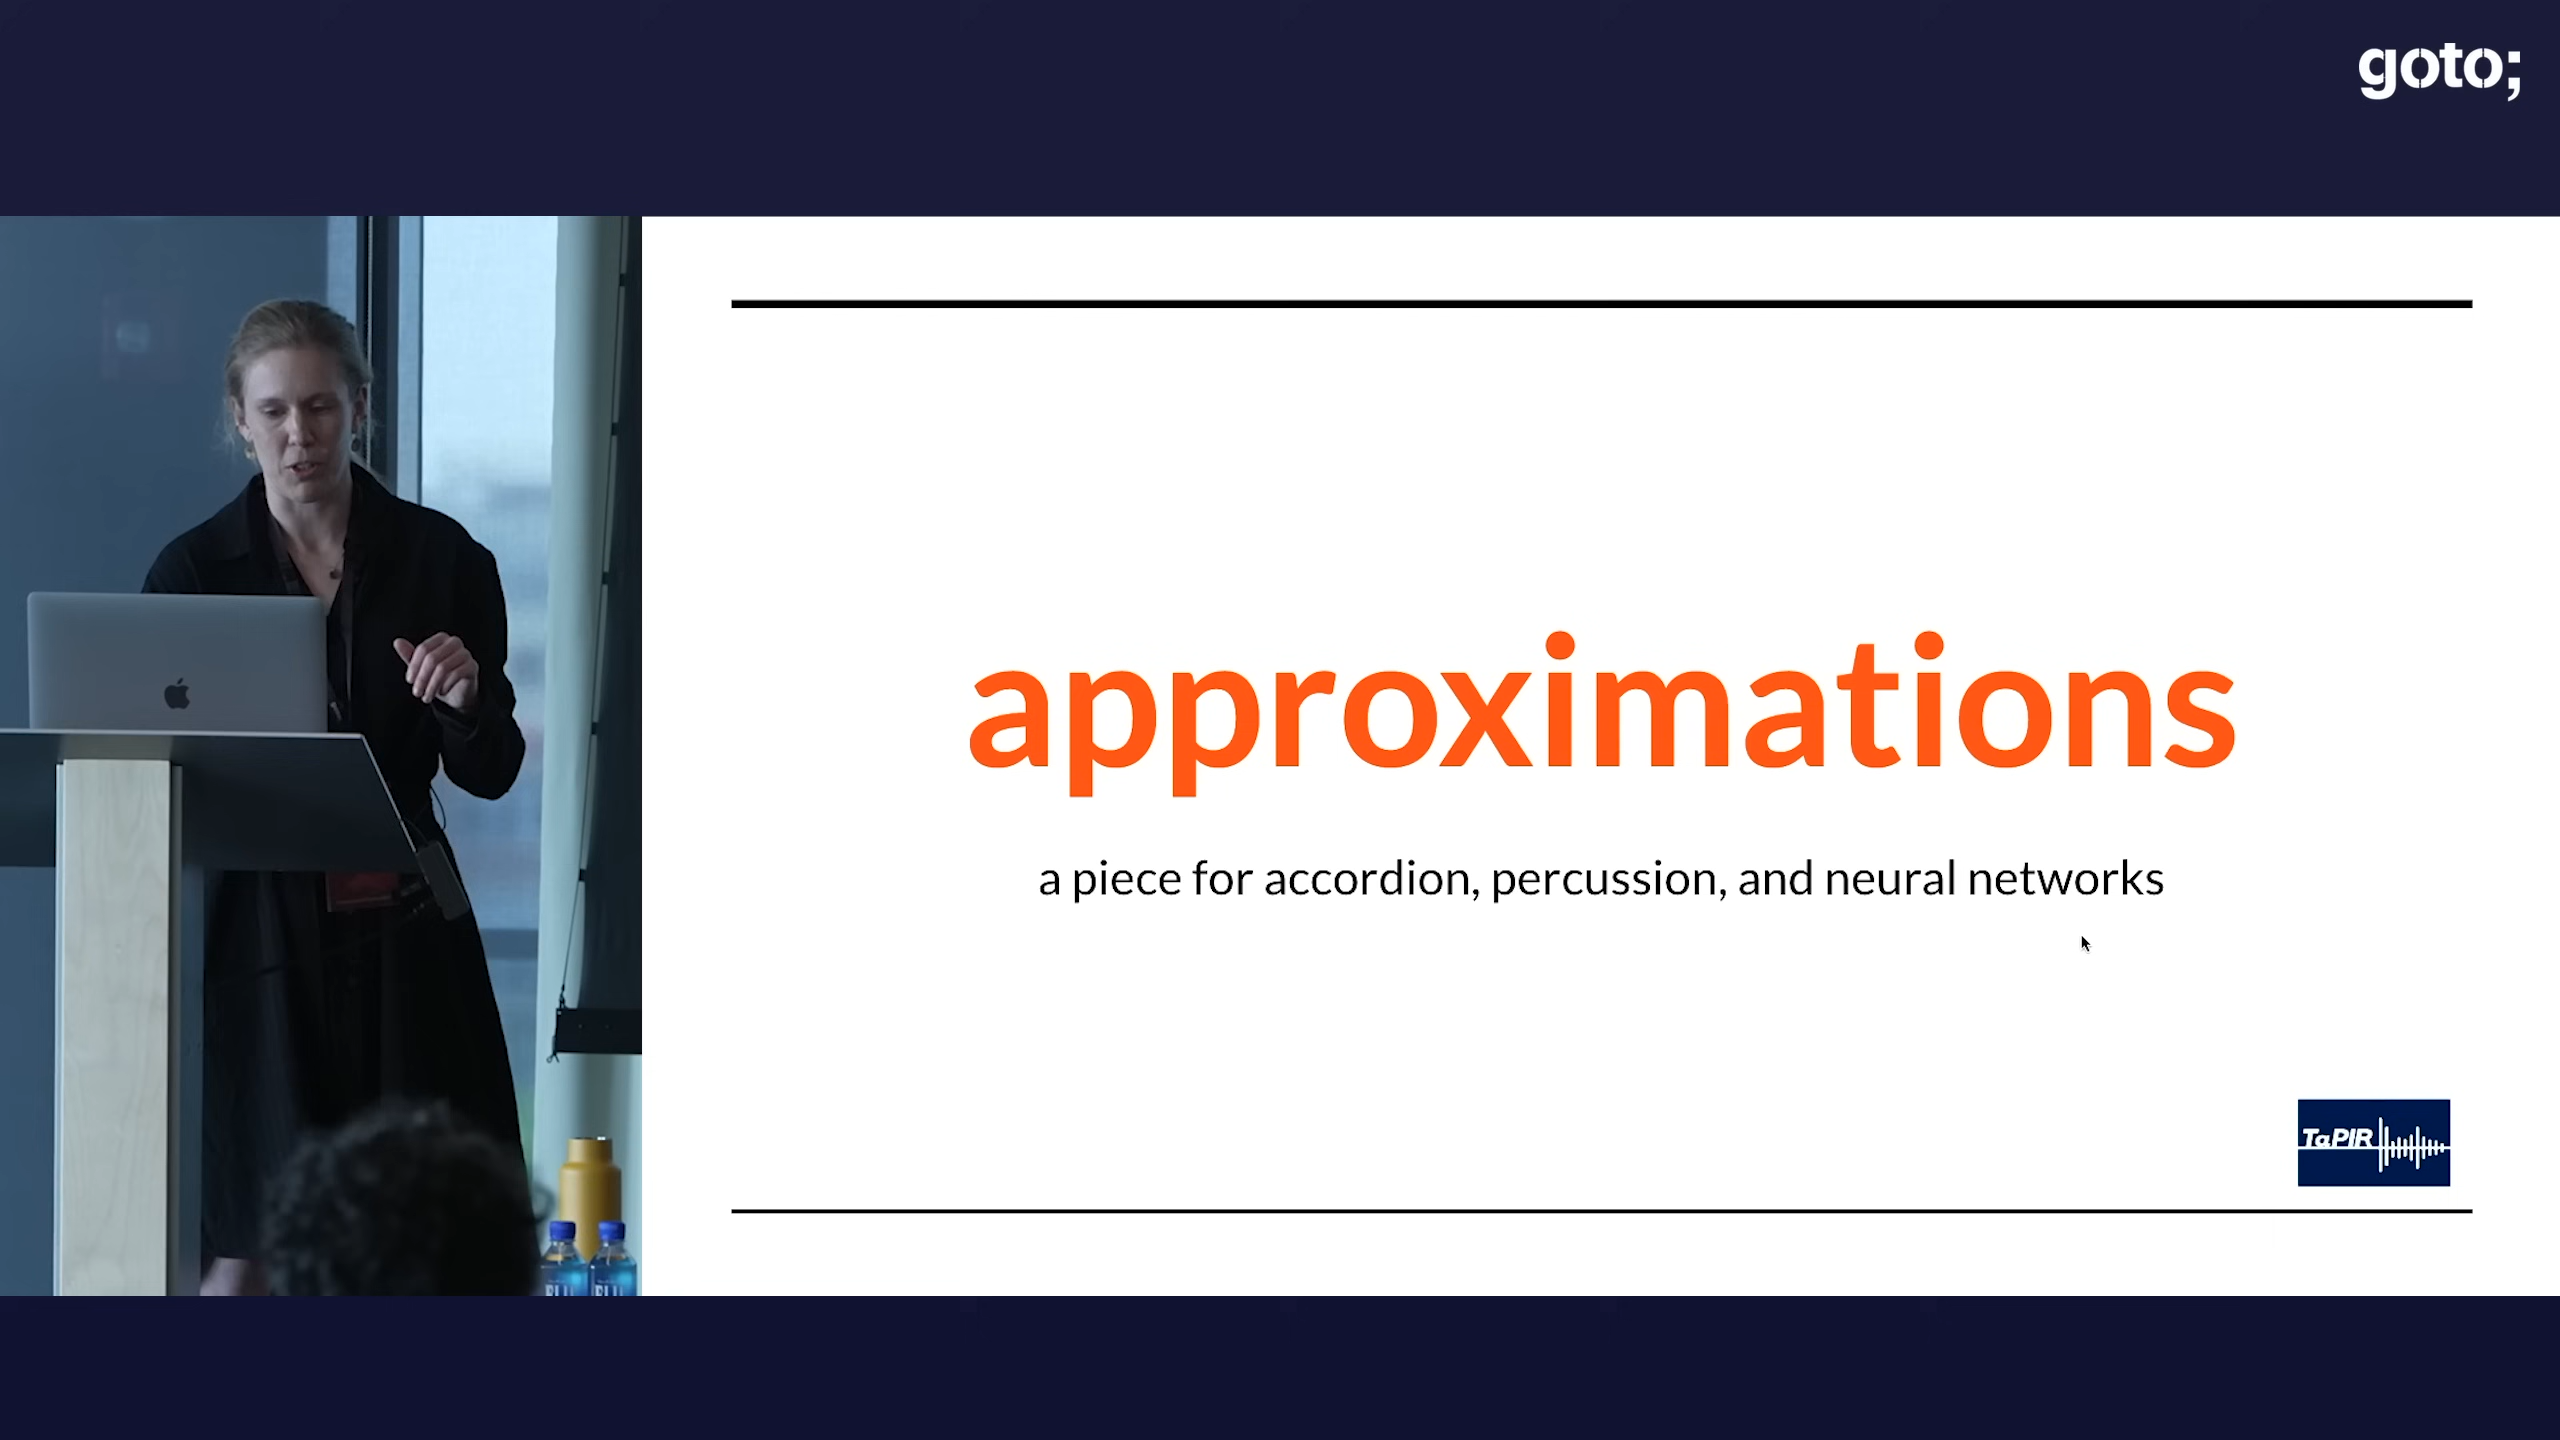 goto;
approximations
a piece for accordion, percussion, and neural networks
TaPIR